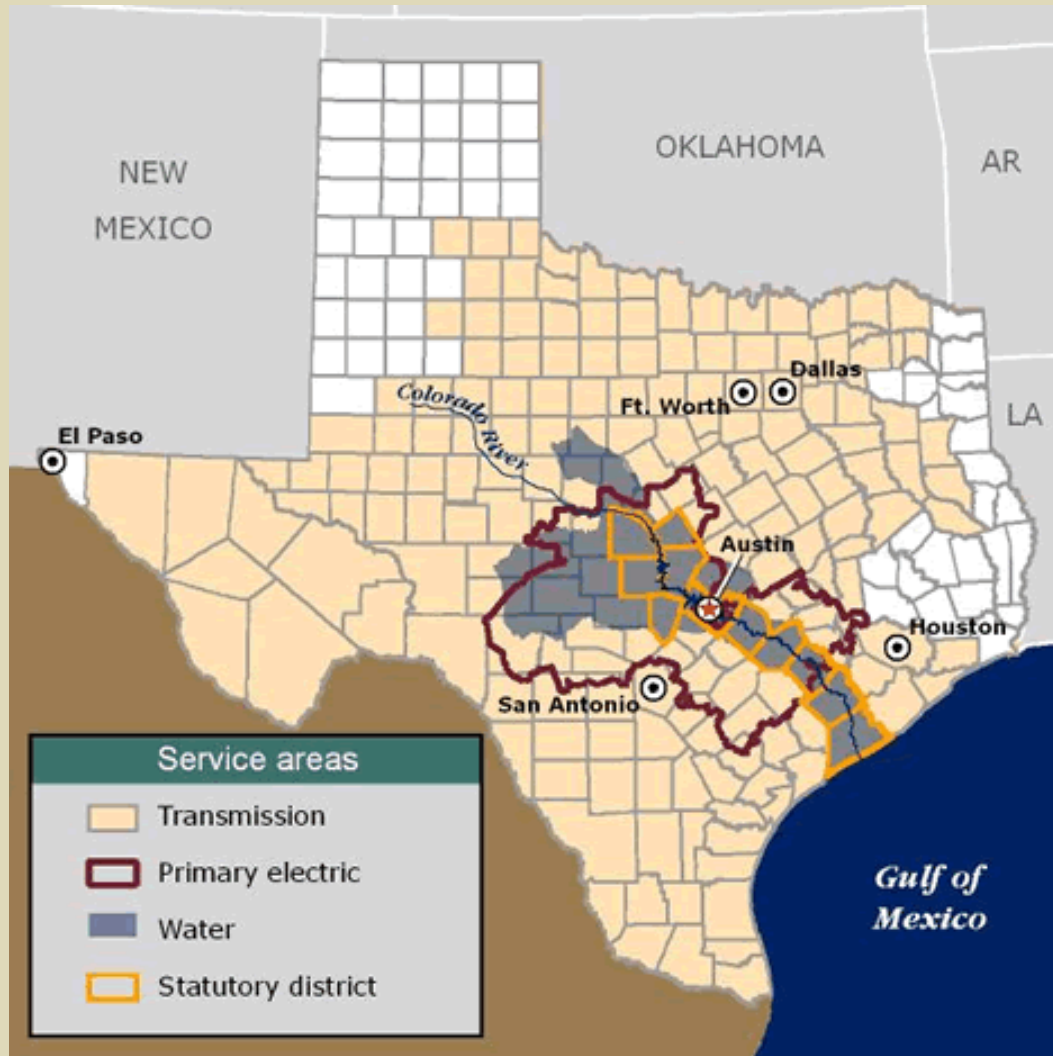 OKLAHOMA
AR
NEW
MEXICO
Dallas
Ft. Worth
Colorado River
LA
El Paso
Austin
Houston
San Antonio
Service areas
Transmission
Primary electric
Water
Statutory district
Gulf of
Mexico